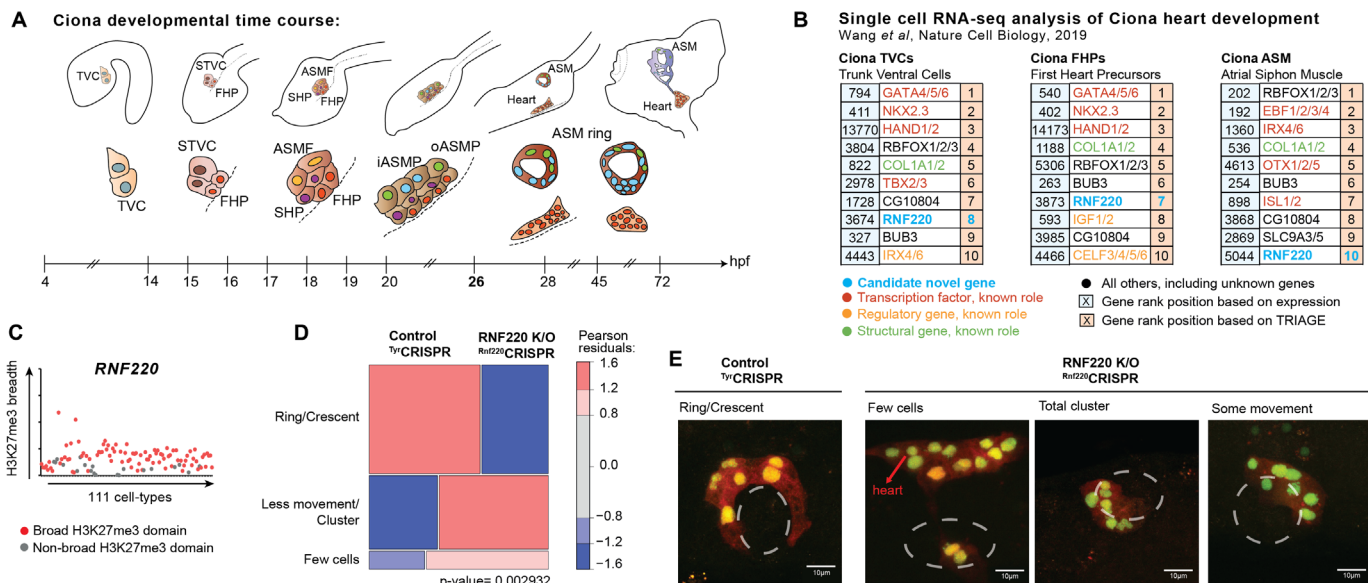 A
Ciona developmental time course:
TVC
STVC
FHP
ASMF
SHP
FHP
ASM
Heart
ASM
Heart
TVC
STVC
FHP
ASMF
SHP
FHP
iASMP
oASMP
ASM ring
hpf
4
14
15
16
17
18
19
21
26
28
45
72
B
Single cell RNA-seq analysis of Ciona heart development
Wang et al, Nature Cell Biology, 2019
Ciona TVCs
Trunk Ventral Cells
794 GATA4/5/6 1
411 NKX2.3 2
13770 HAND1/2 3
3804 RBFOX1/2/3 4
822 COL1A1/2 5
2978 TBX2/3 6
1728 CG10804 7
3674 RNF220 8
327 BUB3 9
4443 IRX4/6 10
Ciona FHPs
First Heart Precursors
540 GATA4/5/6 1
402 NKX2.3 2
14173 HAND1/2 3
1188 COL1A1/2 4
5306 RBFOX1/2/3 5
263 BUB3 6
3873 RNF220 7
593 IGF1/2 8
3985 CG10804 9
4466 CELF3/4/5/6 10
Ciona ASM
Atrial Siphon Muscle
202 RBFOX1/2/3 1
192 EBF1/2/3/4 2
1360 IRX4/6 3
536 COL1A1/2 4
4613 OTX1/2/5 5
254 BUB3 6
898 ISL1/2 7
3868 CG10804 8
2869 SLC9A3/5 9
5044 RNF220 10
Candidate novel gene
Transcription factor, known role
Regulatory gene, known role
Structural gene, known role
All others, including unknown genes
X Gene rank position based on expression
X Gene rank position based on TRIAGE
C
RNF220
H3K27me3 breadth
111 cell-types
Broad H3K27me3 domain
Non-broad H3K27me3 domain
D
Control
TyrCRISPR
RNF220 K/O
Rnf220CRISPR
Ring/Crescent
Less movement/
Cluster
Few cells
p-value= 0.002932
Pearson
residuals:
1.6
1.2
0.8
0.0
−0.8
−1.2
−1.6
E
Control
TyrCRISPR
RNF220 K/O
Rnf220CRISPR
Ring/Crescent
Few cells
Total cluster
Some movement
heart
10µm
10µm
10µm
10µm